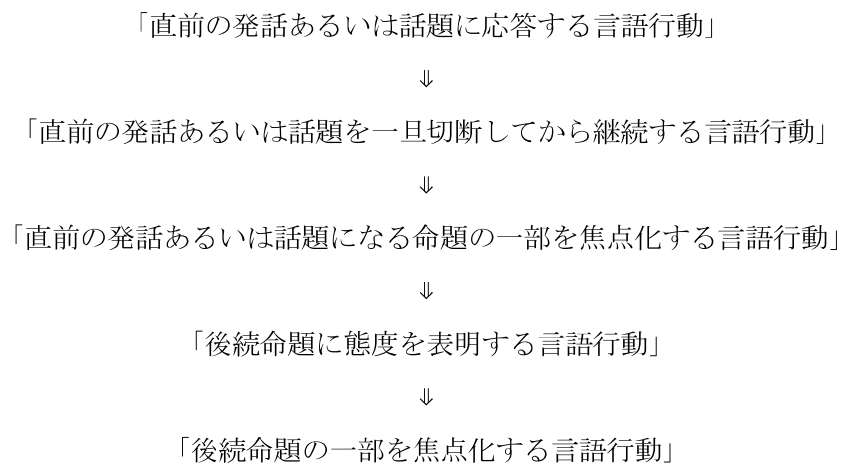 「直前の発話あるいは話題に応答する言語行動」
⇓
「直前の発話あるいは話題を一旦切断してから継続する言語行動」
⇓
「直前の発話あるいは話題になる命題の一部を焦点化する言語行動」
⇓
「後続命題に態度を表明する言語行動」
⇓
「後続命題の一部を焦点化する言語行動」